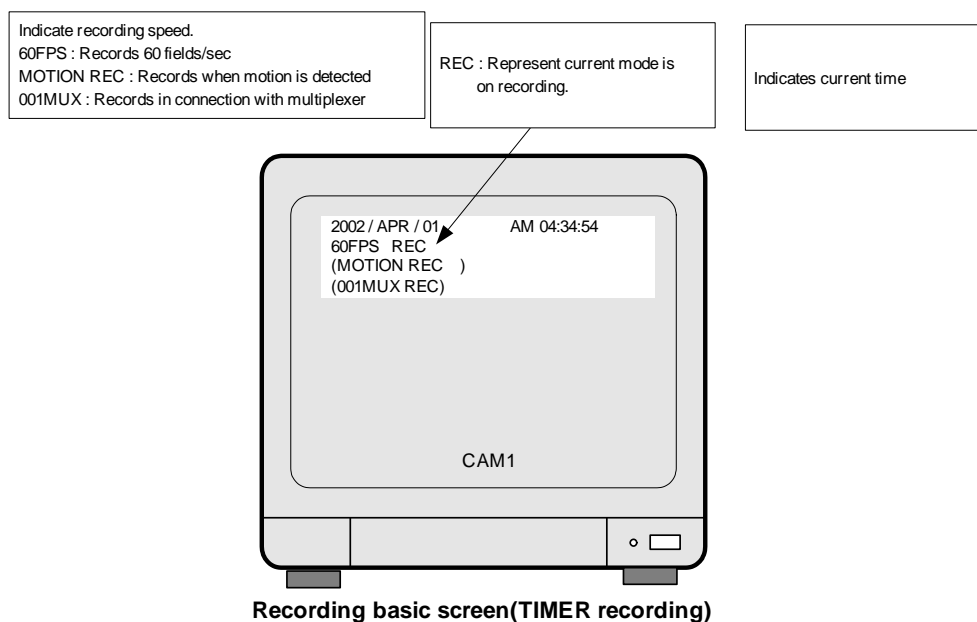 Indicate recording speed.
60FPS : Records 60 fields/sec
MOTION REC : Records when motion is detected
001MUX : Records in connection with multiplexer
REC : Represent current mode is
on recording.
Indicates current time
2002 / APR / 01 AM 04:34:54
60FPS REC
(MOTION REC )
(001MUX REC)
CAM1
Recording basic screen(TIMER recording)